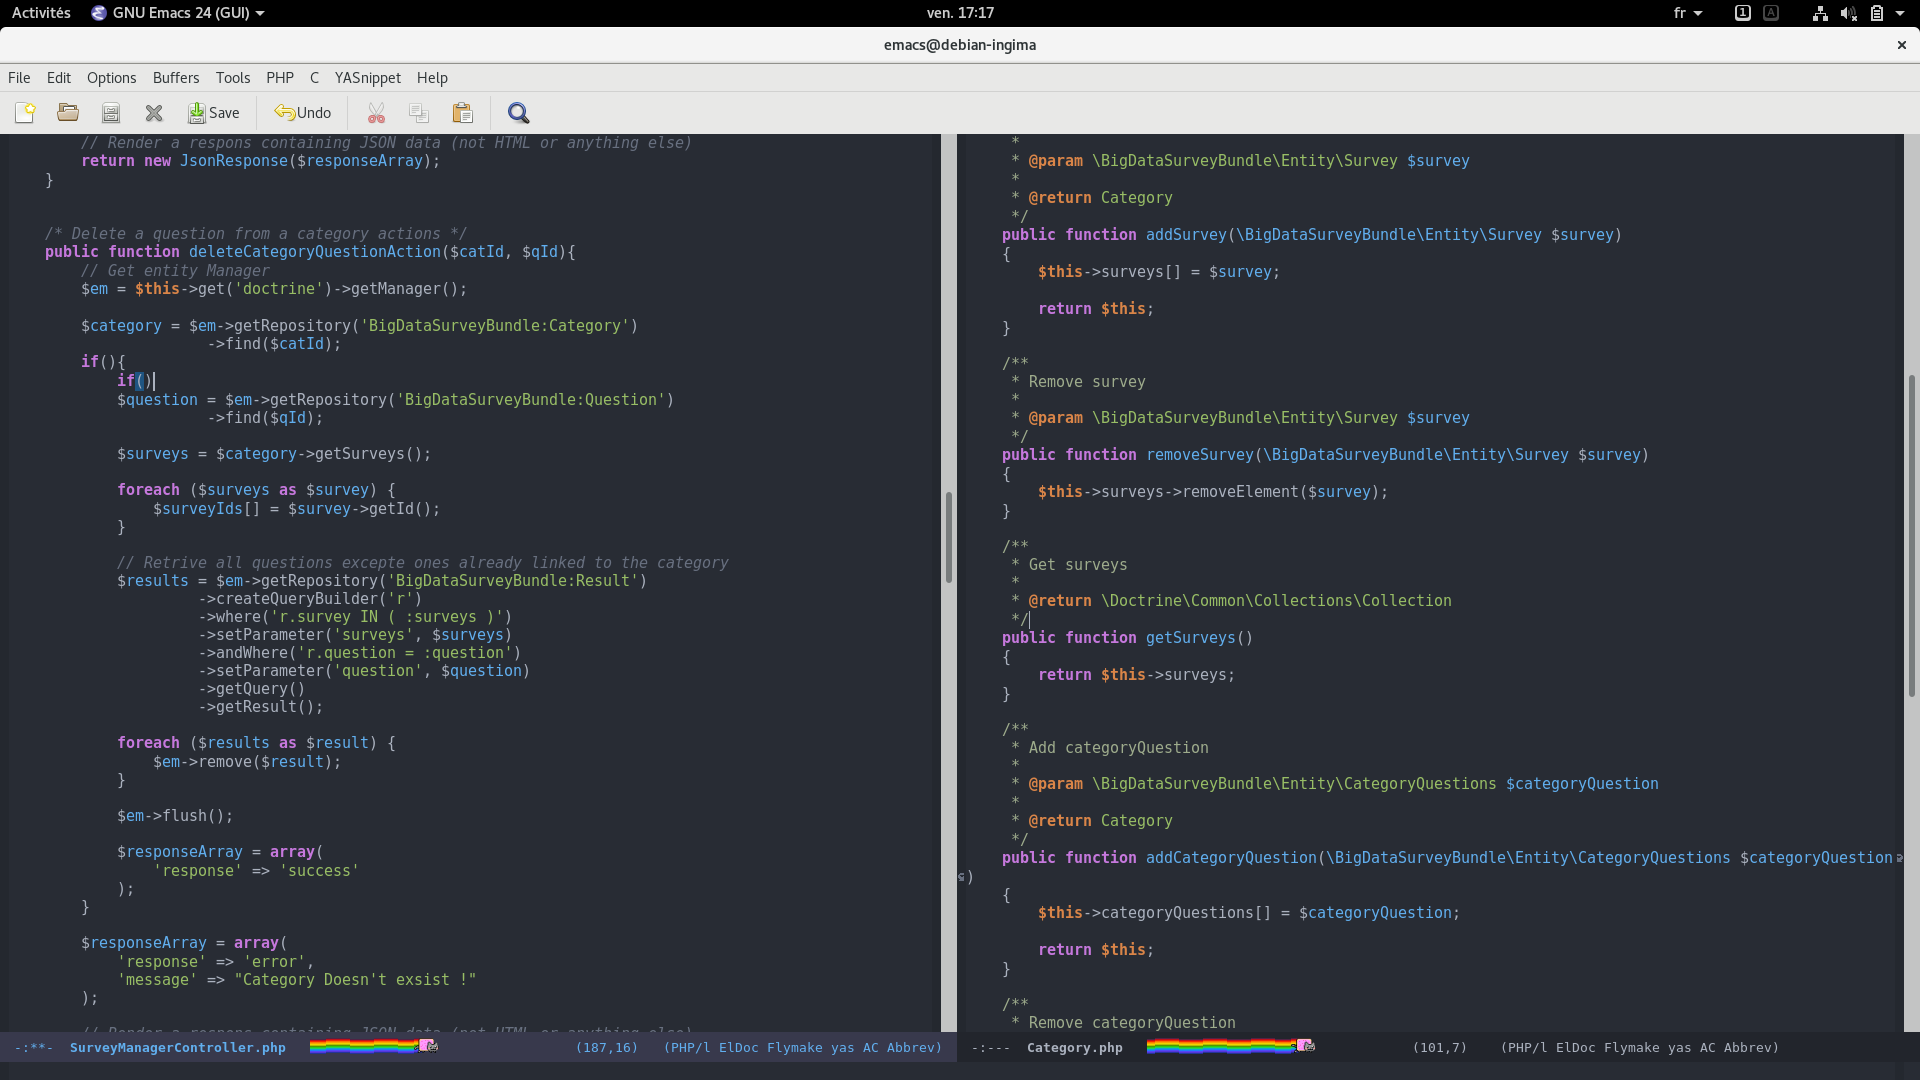 Activités GNU Emacs 24 (GUI) ven. 17:17 fr 1 A
emacs@debian-ingima ×
File Edit Options Buffers Tools PHP C YASnippet Help
Save Undo
// Render a respons containing JSON data (not HTML or anything else)
return new JsonResponse($responseArray);
}
/* Delete a question from a category actions */
public function deleteCategoryQuestionAction($catId, $qId){
// Get entity Manager
$em = $this->get('doctrine')->getManager();
$category = $em->getRepository('BigDataSurveyBundle:Category')
->find($catId);
if(){
if()
$question = $em->getRepository('BigDataSurveyBundle:Question')
->find($qId);
$surveys = $category->getSurveys();
foreach ($surveys as $survey) {
$surveyIds[] = $survey->getId();
}
// Retrive all questions excepte ones already linked to the category
$results = $em->getRepository('BigDataSurveyBundle:Result')
->createQueryBuilder('r')
->where('r.survey IN ( :surveys )')
->setParameter('surveys', $surveys)
->andWhere('r.question = :question')
->setParameter('question', $question)
->getQuery()
->getResult();
foreach ($results as $result) {
$em->remove($result);
}
$em->flush();
$responseArray = array(
'response' => 'success'
);
}
$responseArray = array(
'response' => 'error',
'message' => "Category Doesn't exsist !"
);
// Render a respons containing JSON data (not HTML or anything else)
-:**- SurveyManagerController.php (187,16) (PHP/l ElDoc Flymake yas AC Abbrev)
*
* @param \BigDataSurveyBundle\Entity\Survey $survey
*
* @return Category
*/
public function addSurvey(\BigDataSurveyBundle\Entity\Survey $survey)
{
$this->surveys[] = $survey;
return $this;
}
/**
* Remove survey
*
* @param \BigDataSurveyBundle\Entity\Survey $survey
*/
public function removeSurvey(\BigDataSurveyBundle\Entity\Survey $survey)
{
$this->surveys->removeElement($survey);
}
/**
* Get surveys
*
* @return \Doctrine\Common\Collections\Collection
*/
public function getSurveys()
{
return $this->surveys;
}
/**
* Add categoryQuestion
*
* @param \BigDataSurveyBundle\Entity\CategoryQuestions $categoryQuestion
*
* @return Category
*/
public function addCategoryQuestion(\BigDataSurveyBundle\Entity\CategoryQuestions $categoryQuestion
)
{
$this->categoryQuestions[] = $categoryQuestion;
return $this;
}
/**
* Remove categoryQuestion
-:--- Category.php (101,7) (PHP/l ElDoc Flymake yas AC Abbrev)